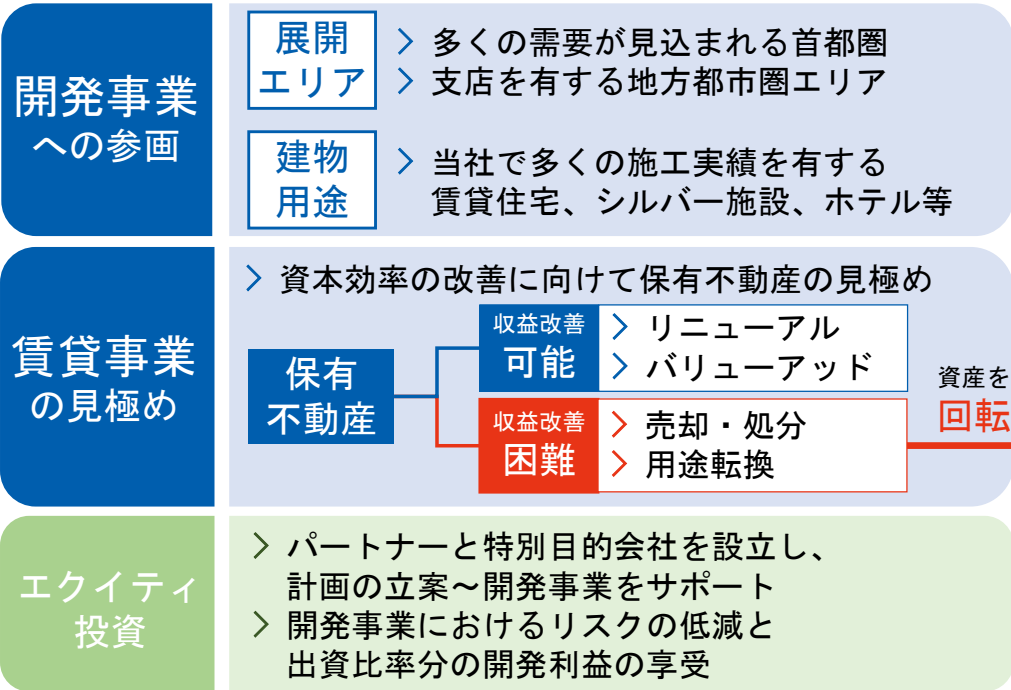 開発事業
への参画
展開
エリア
多くの需要が見込まれる首都圏
支店を有する地方都市圏エリア
建物
用途
当社で多くの施工実績を有する
賃貸住宅、シルバー施設、ホテル等
賃貸事業
の見極め
資本効率の改善に向けて保有不動産の見極め
保有
不動産
収益改善
可能
リニューアル
バリューアッド
収益改善
困難
売却・処分
用途転換
資産を
回転
エクイティ
投資
パートナーと特別目的会社を設立し、
計画の立案～開発事業をサポート
開発事業におけるリスクの低減と
出資比率分の開発利益の享受